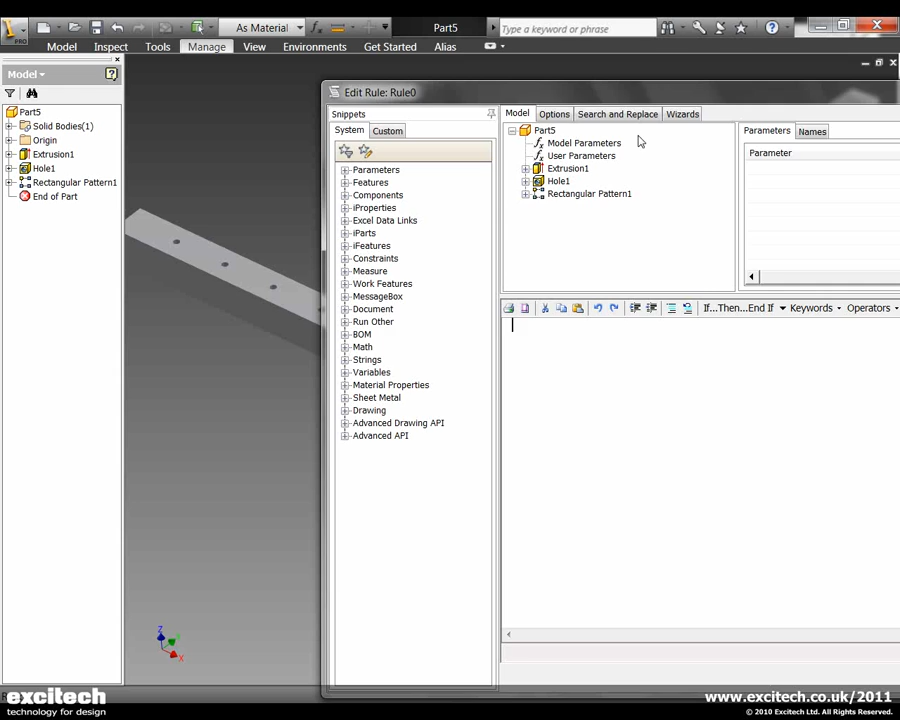 PRO
As Material
Part5
Type a keyword or phrase
Model Inspect Tools Manage View Environments Get Started Alias
Model
Part5
Solid Bodies(1)
Origin
Extrusion1
Hole1
Rectangular Pattern1
End of Part
Edit Rule: Rule0
Snippets
System Custom
Parameters
Features
Components
iProperties
Excel Data Links
iParts
iFeatures
Constraints
Measure
Work Features
MessageBox
Document
Run Other
BOM
Math
Strings
Variables
Material Properties
Sheet Metal
Drawing
Advanced Drawing API
Advanced API
Model Options Search and Replace Wizards
Part5
Model Parameters
User Parameters
Extrusion1
Hole1
Rectangular Pattern1
Parameters Names
Parameter
If...Then...End If Keywords Operators
Z
X
excitech
technology for design
www.excitech.co.uk/2011
© 2010 Excitech Ltd. All Rights Reserved.